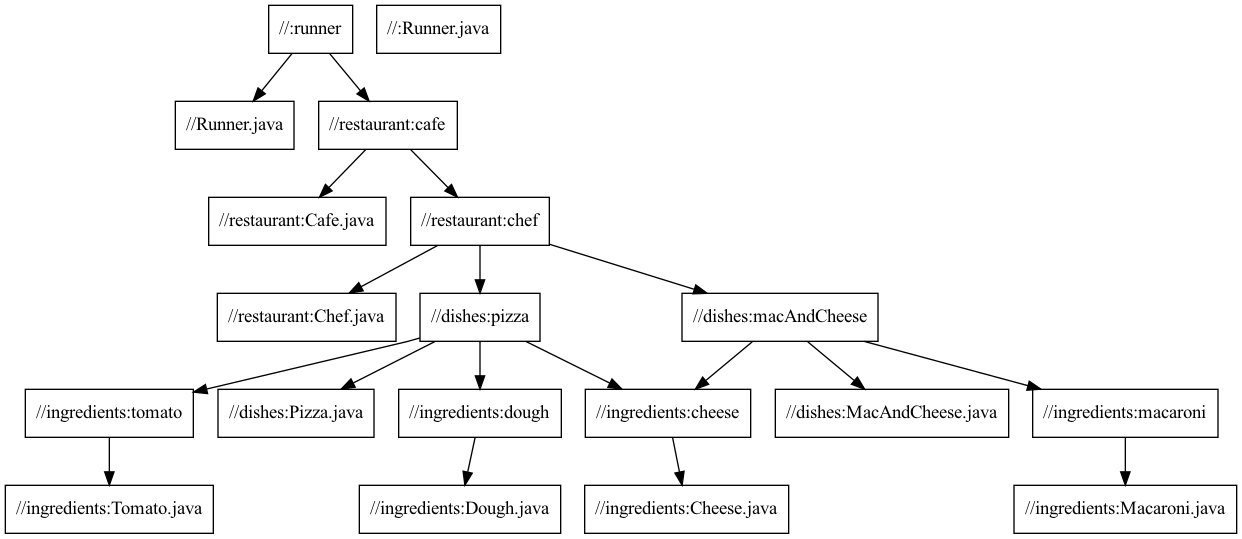 //:runner
//:Runner.java
//Runner.java
//restaurant:cafe
//restaurant:Cafe.java
//restaurant:chef
//restaurant:Chef.java
//dishes:pizza
//dishes:macAndCheese
//ingredients:tomato
//dishes:Pizza.java
//ingredients:dough
//ingredients:cheese
//dishes:MacAndCheese.java
//ingredients:macaroni
//ingredients:Tomato.java
//ingredients:Dough.java
//ingredients:Cheese.java
//ingredients:Macaroni.java